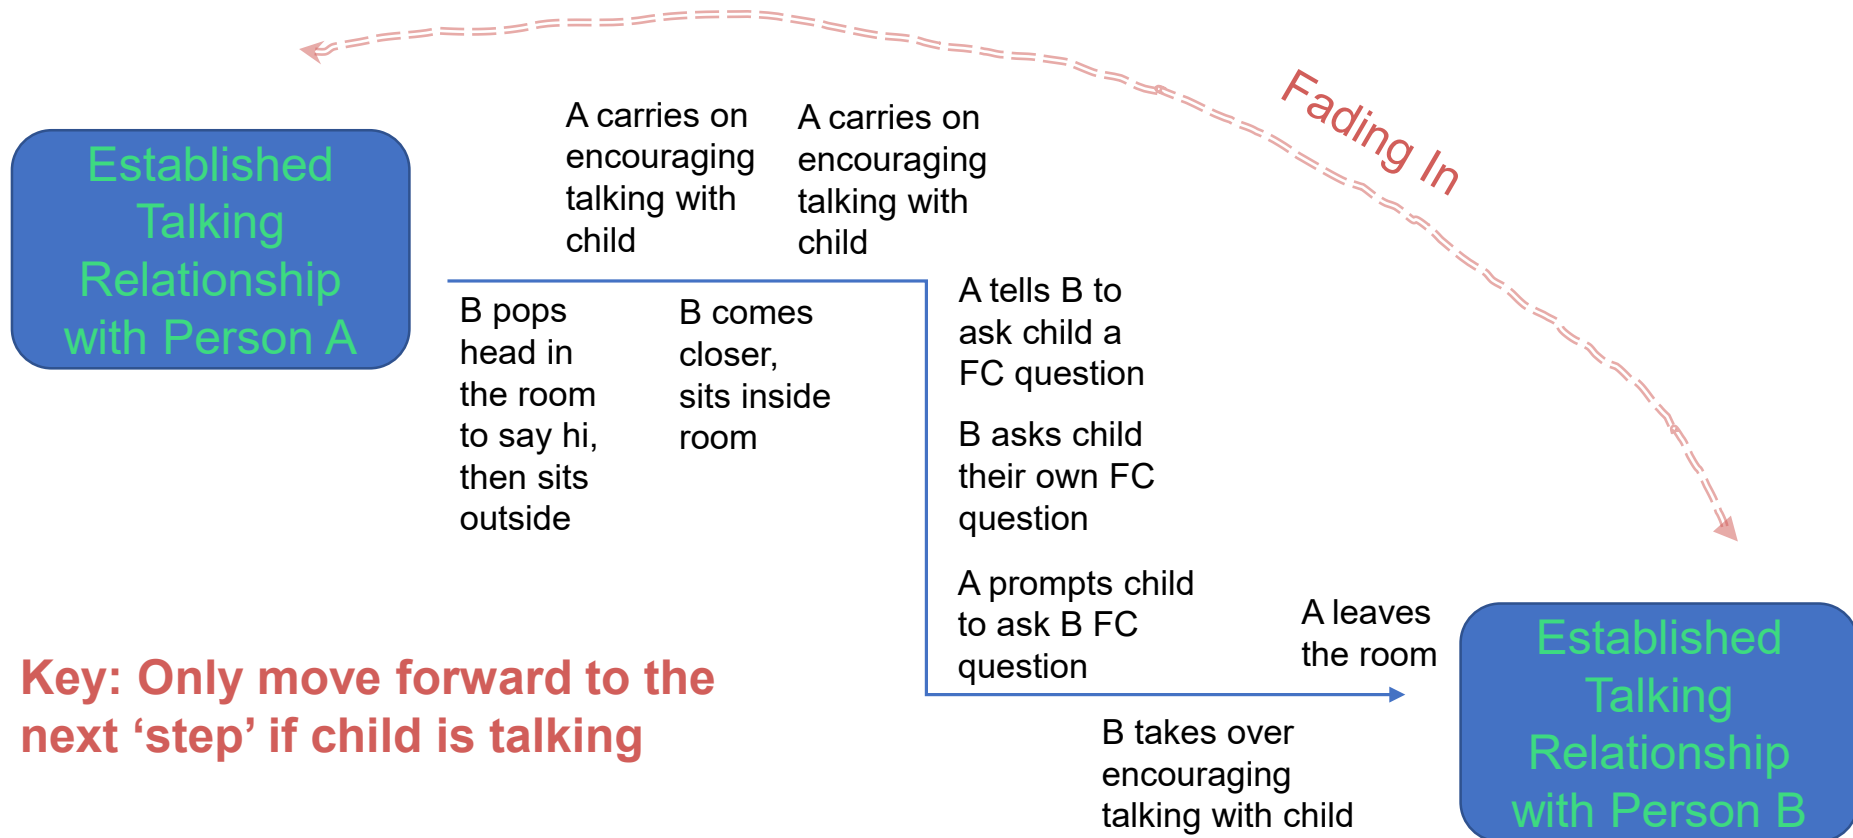 Fading In
Established
Talking
Relationship
with Person A
A carries on
encouraging
talking with
child
A carries on
encouraging
talking with
child
B pops
head in
the room
to say hi,
then sits
outside
B comes
closer,
sits inside
room
A tells B to
ask child a
FC question
B asks child
their own FC
question
A prompts child
to ask B FC
question
A leaves
the room
B takes over
encouraging
talking with child
Established
Talking
Relationship
with Person B
Key: Only move forward to the
next ‘step’ if child is talking